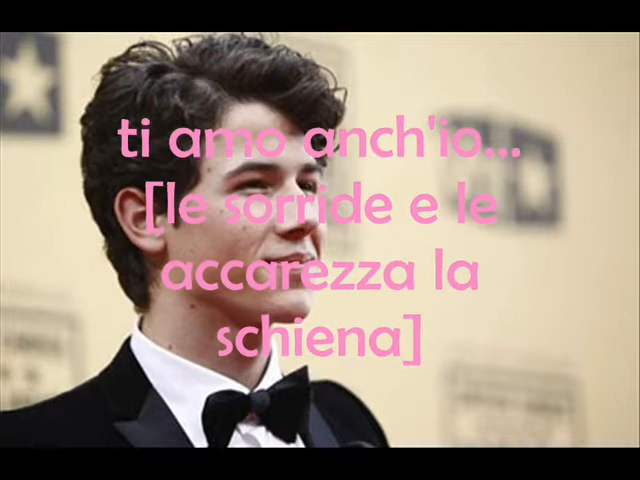 ti amo anch'io...
[le sorride e le
accarezza la
schiena]